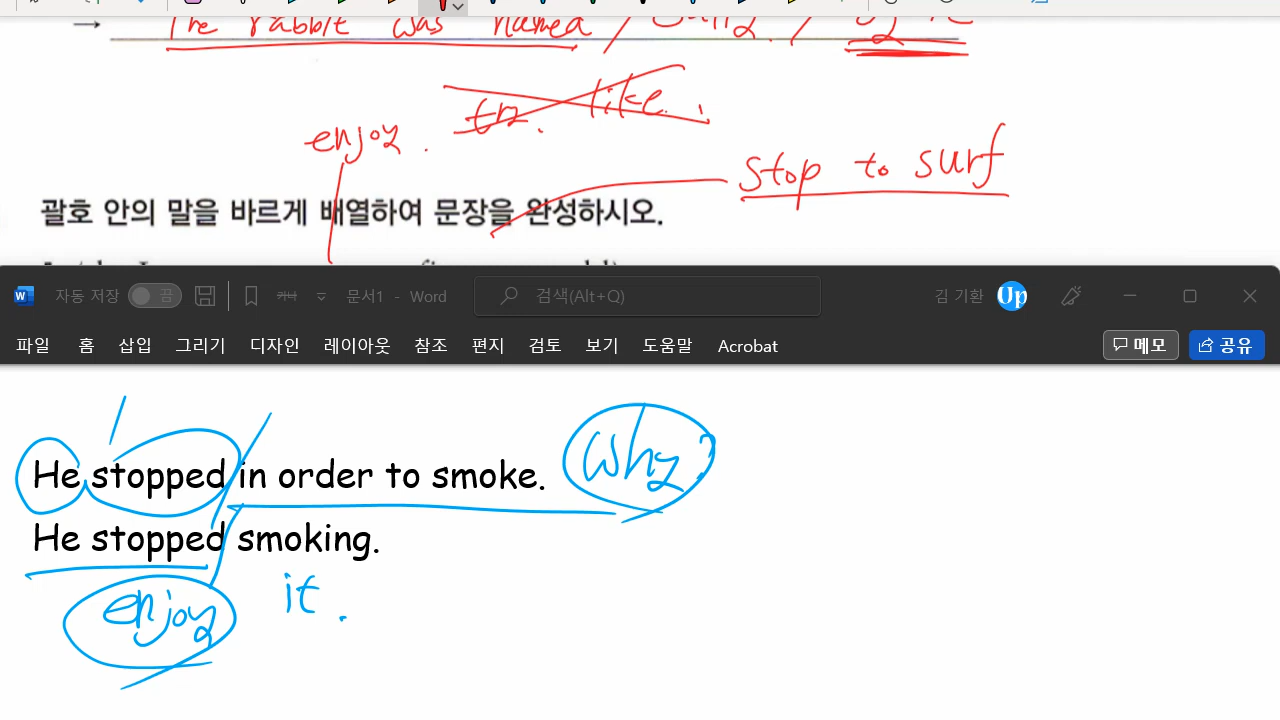 → The rabbit was named /
like.
enjoy.
stop to surf
괄호 안의 말을 바르게 배열하여 문장을 완성하시오.
자동 저장 끔 문서1 - Word 검색(Alt+Q) 김 기환 Up
파일 홈 삽입 그리기 디자인 레이아웃 참조 편지 검토 보기 도움말 Acrobat 메모 공유
He stopped in order to smoke. Why?
He stopped smoking.
enjoy it.